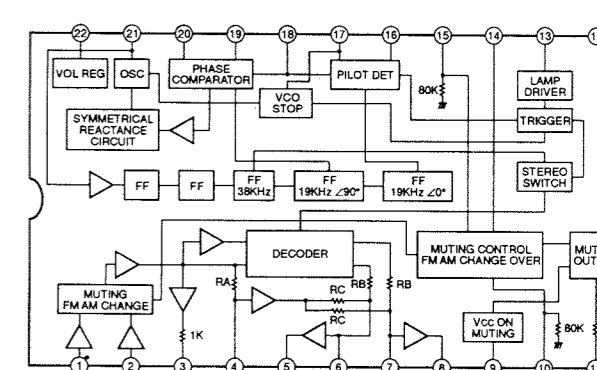 22 21 20 19 18 17 16 15 14 13
VOL REG
OSC
PHASE
COMPARATOR
PILOT DET
80K
LAMP
DRIVER
VCO
STOP
SYMMETRICAL
REACTANCE
CIRCUIT
TRIGGER
FF
FF
FF
38KHz
FF
19KHz ∠90°
FF
19KHz ∠0°
STEREO
SWITCH
DECODER
MUTING CONTROL
FM AM CHANGE OVER
RA
RB
RB
RC
RC
MUTING
FM AM CHANGE
1K
Vcc ON
MUTING
80K
1 2 3 4 5 6 7 8 9 10